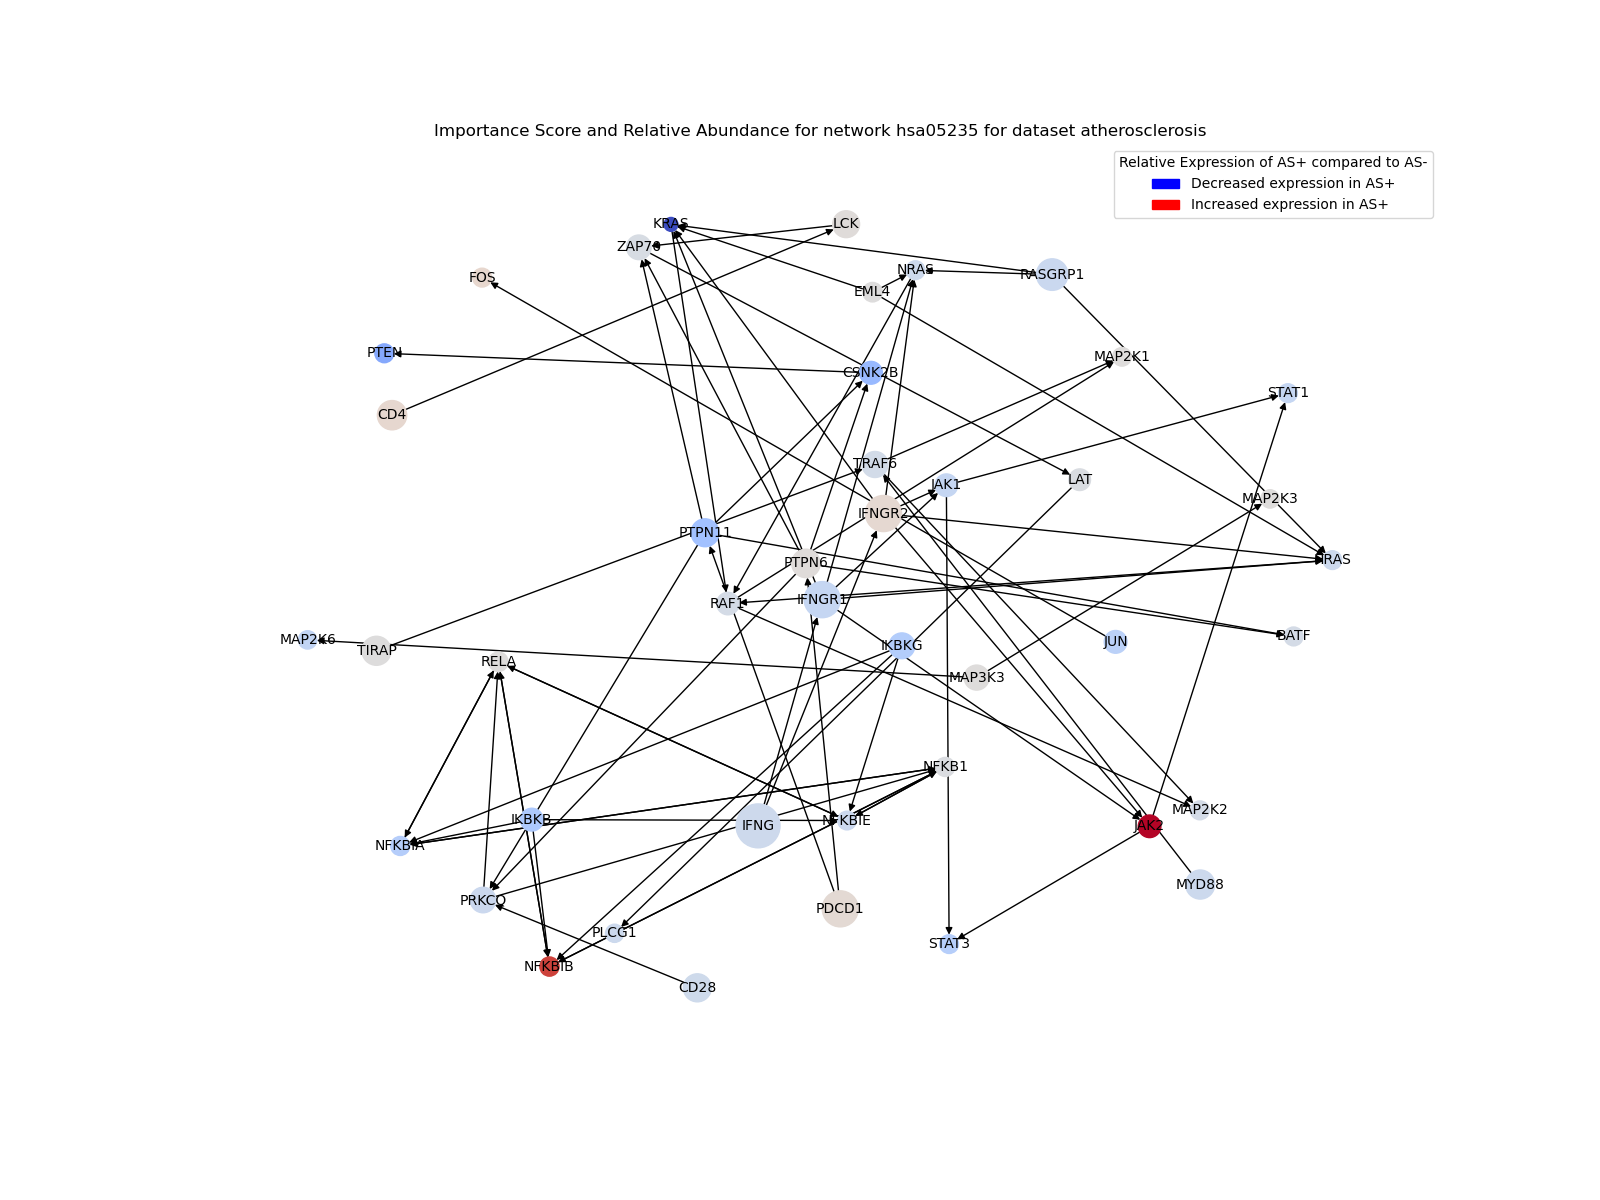 Importance Score and Relative Abundance for network hsa05235 for dataset atherosclerosis
Relative Expression of AS+ compared to AS-
Decreased expression in AS+
Increased expression in AS+
KRAS
LCK
ZAP70
FOS
NRAS
RASGRP1
EML4
PTEN
MAP2K1
CSNK2B
STAT1
CD4
TRAF6
JAK1
LAT
MAP2K3
IFNGR2
PTPN11
PTPN6
HRAS
RAF1
IFNGR1
MAP2K6
TIRAP
IKBKG
JUN
BATF
RELA
MAP3K3
NFKB1
MAP2K2
IKBKB
IFNG
NFKBIE
JAK2
NFKBIA
MYD88
PRKCQ
PDCD1
PLCG1
STAT3
NFKBIB
CD28